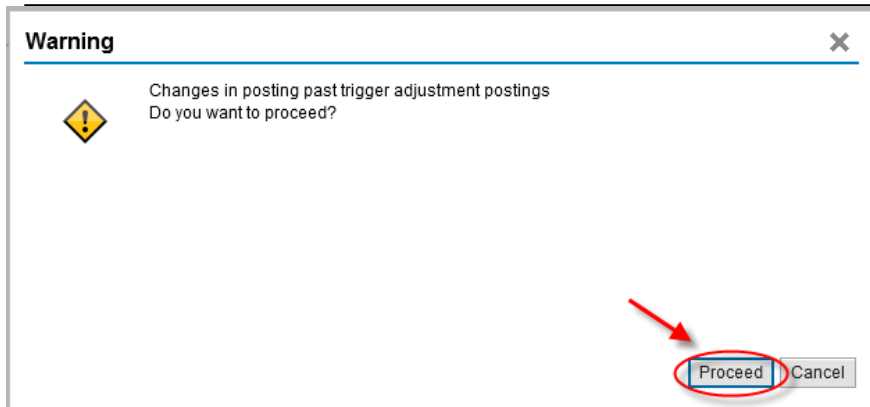 Warning
Changes in posting past trigger adjustment postings
Do you want to proceed?
Proceed Cancel